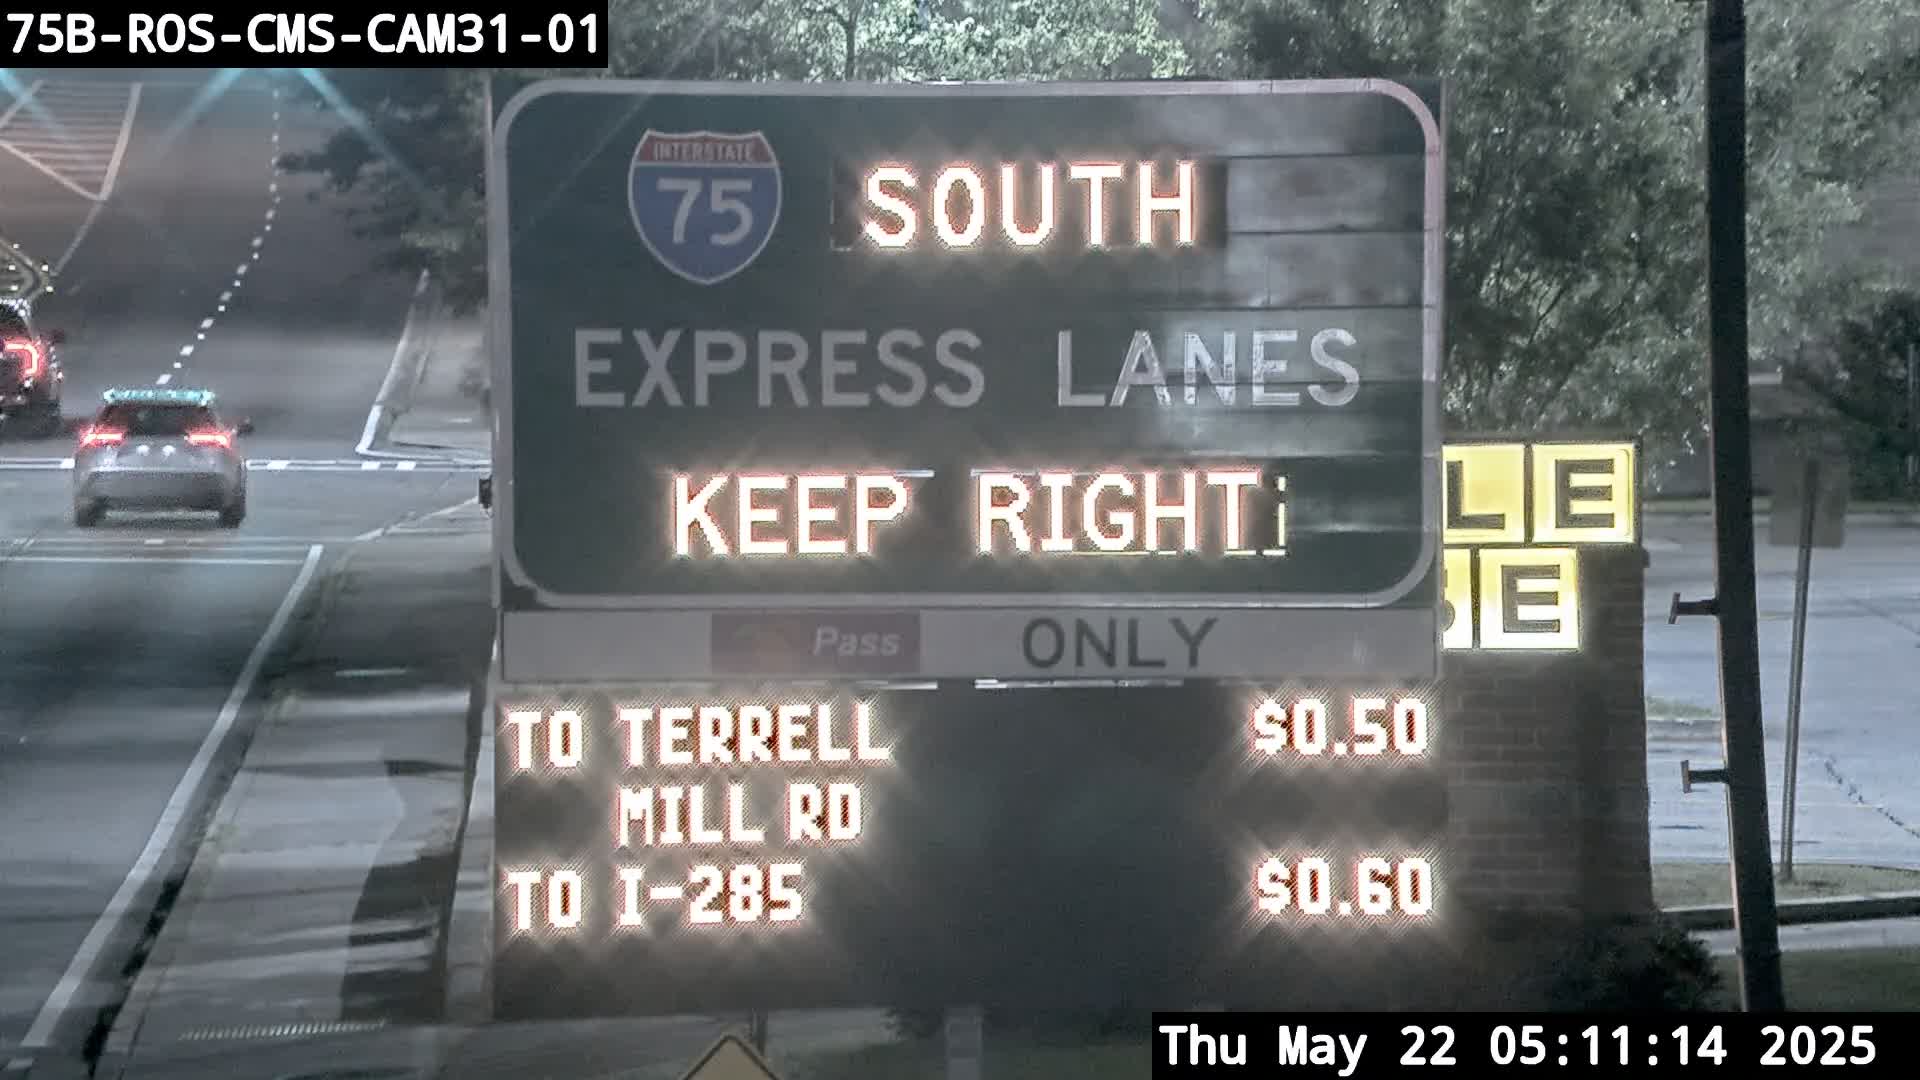 75B-ROS-CMS-CAM31-01
INTERSTATE
75
SOUTH
EXPRESS LANES
KEEP RIGHT
Pass ONLY
TO TERRELL $0.50
MILL RD
TO I-285 $0.60
LE
E
Thu May 22 05:11:14 2025